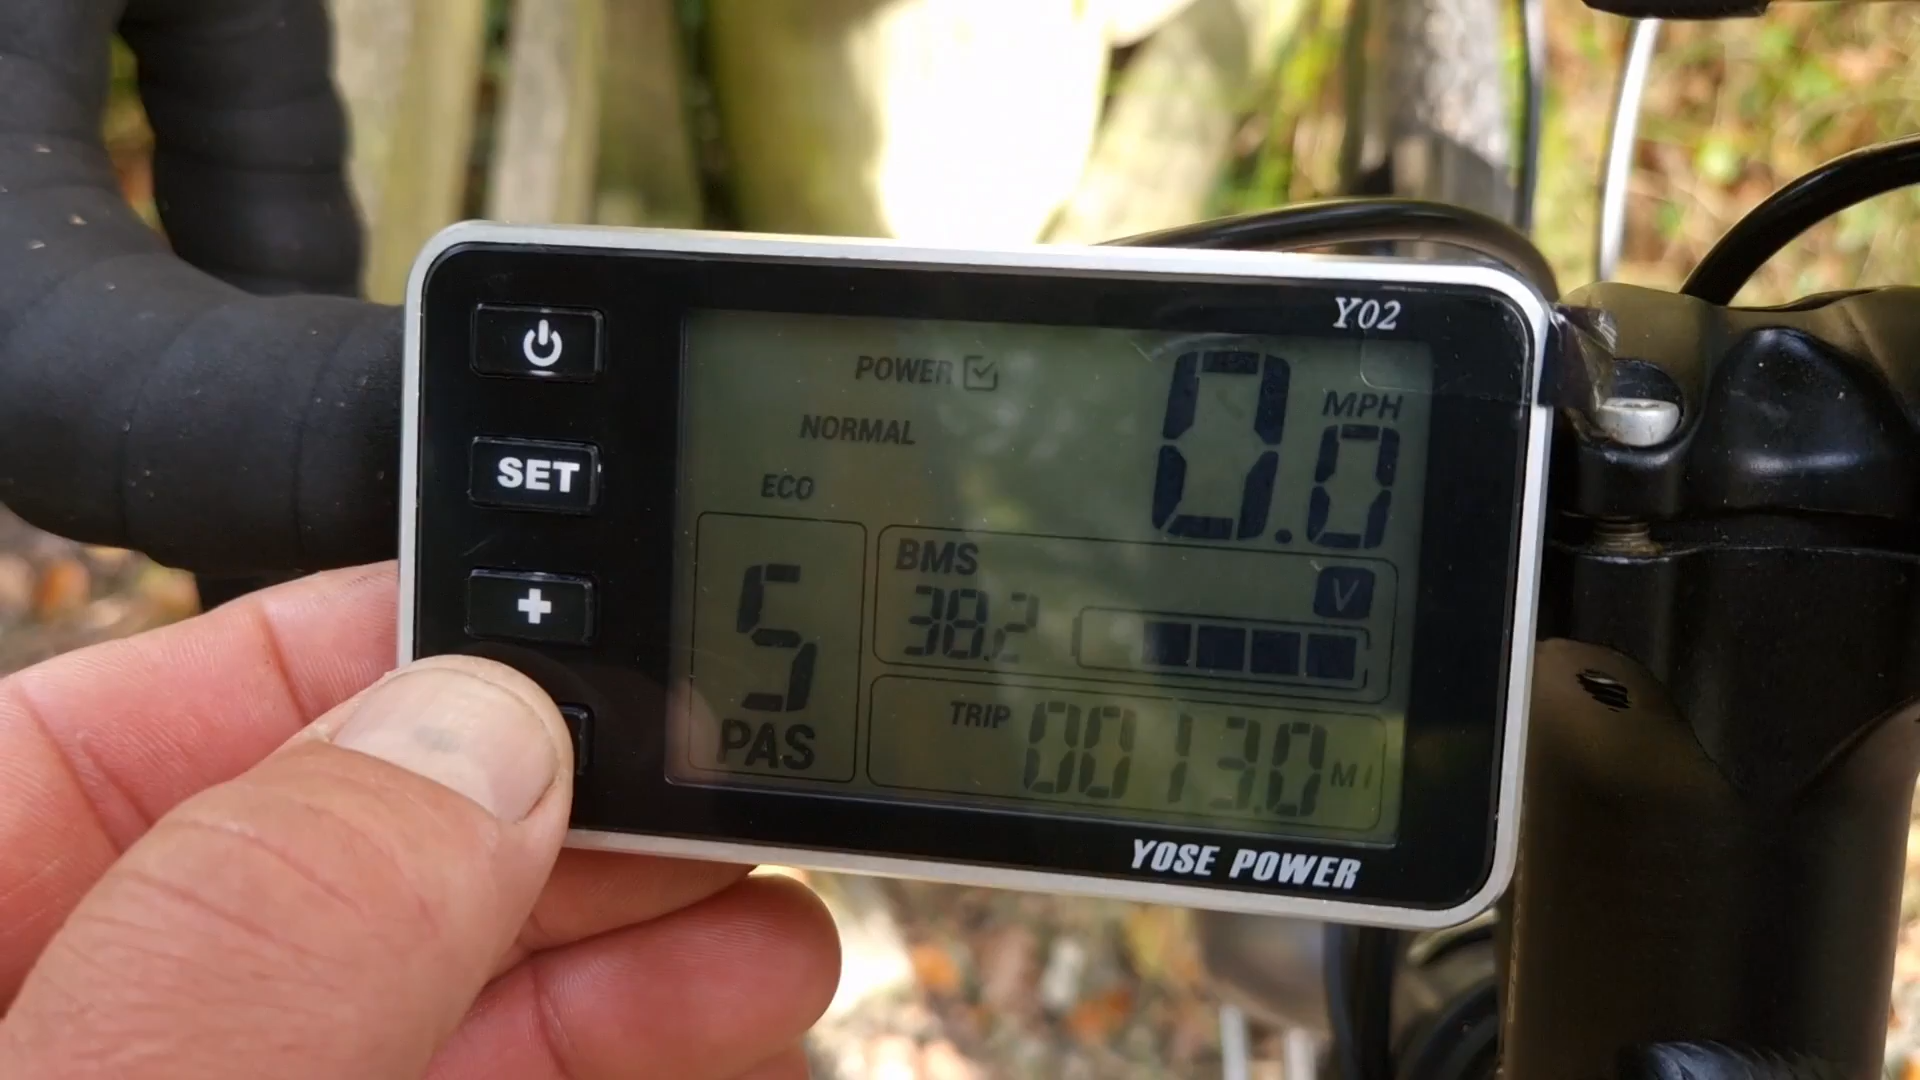 Y02
POWER
0.0 MPH
NORMAL
SET
ECO
BMS
V
38.2
+
5
PAS
TRIP 0013.0 MI
YOSE POWER